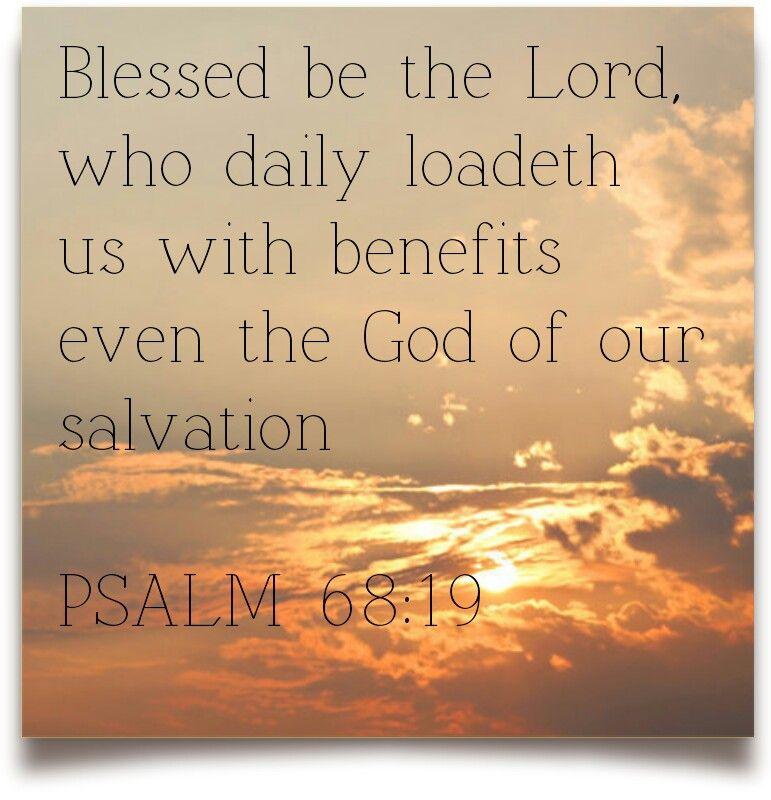 Blessed be the Lord,
who daily loadeth
us with benefits
even the God of our
salvation
PSALM 68:19